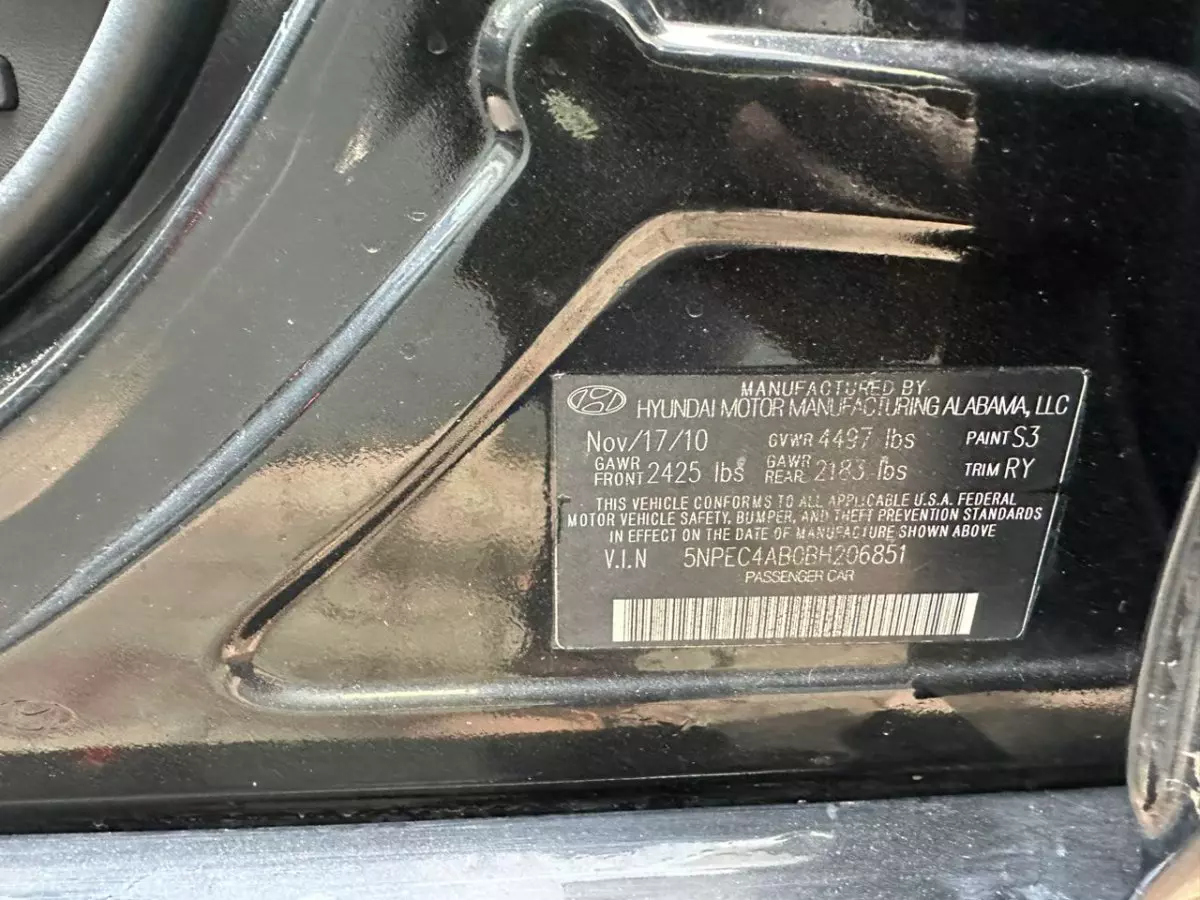 MANUFACTURED BY
HYUNDAI MOTOR MANUFACTURING ALABAMA, LLC
Nov/17/10 GVWR 4497 lbs PAINT S3
GAWR FRONT 2425 lbs GAWR REAR 2183 lbs TRIM RY
THIS VEHICLE CONFORMS TO ALL APPLICABLE U.S.A. FEDERAL
MOTOR VEHICLE SAFETY, BUMPER, AND THEFT PREVENTION STANDARDS
IN EFFECT ON THE DATE OF MANUFACTURE SHOWN ABOVE
V.I.N 5NPEC4AB0BH206851
PASSENGER CAR